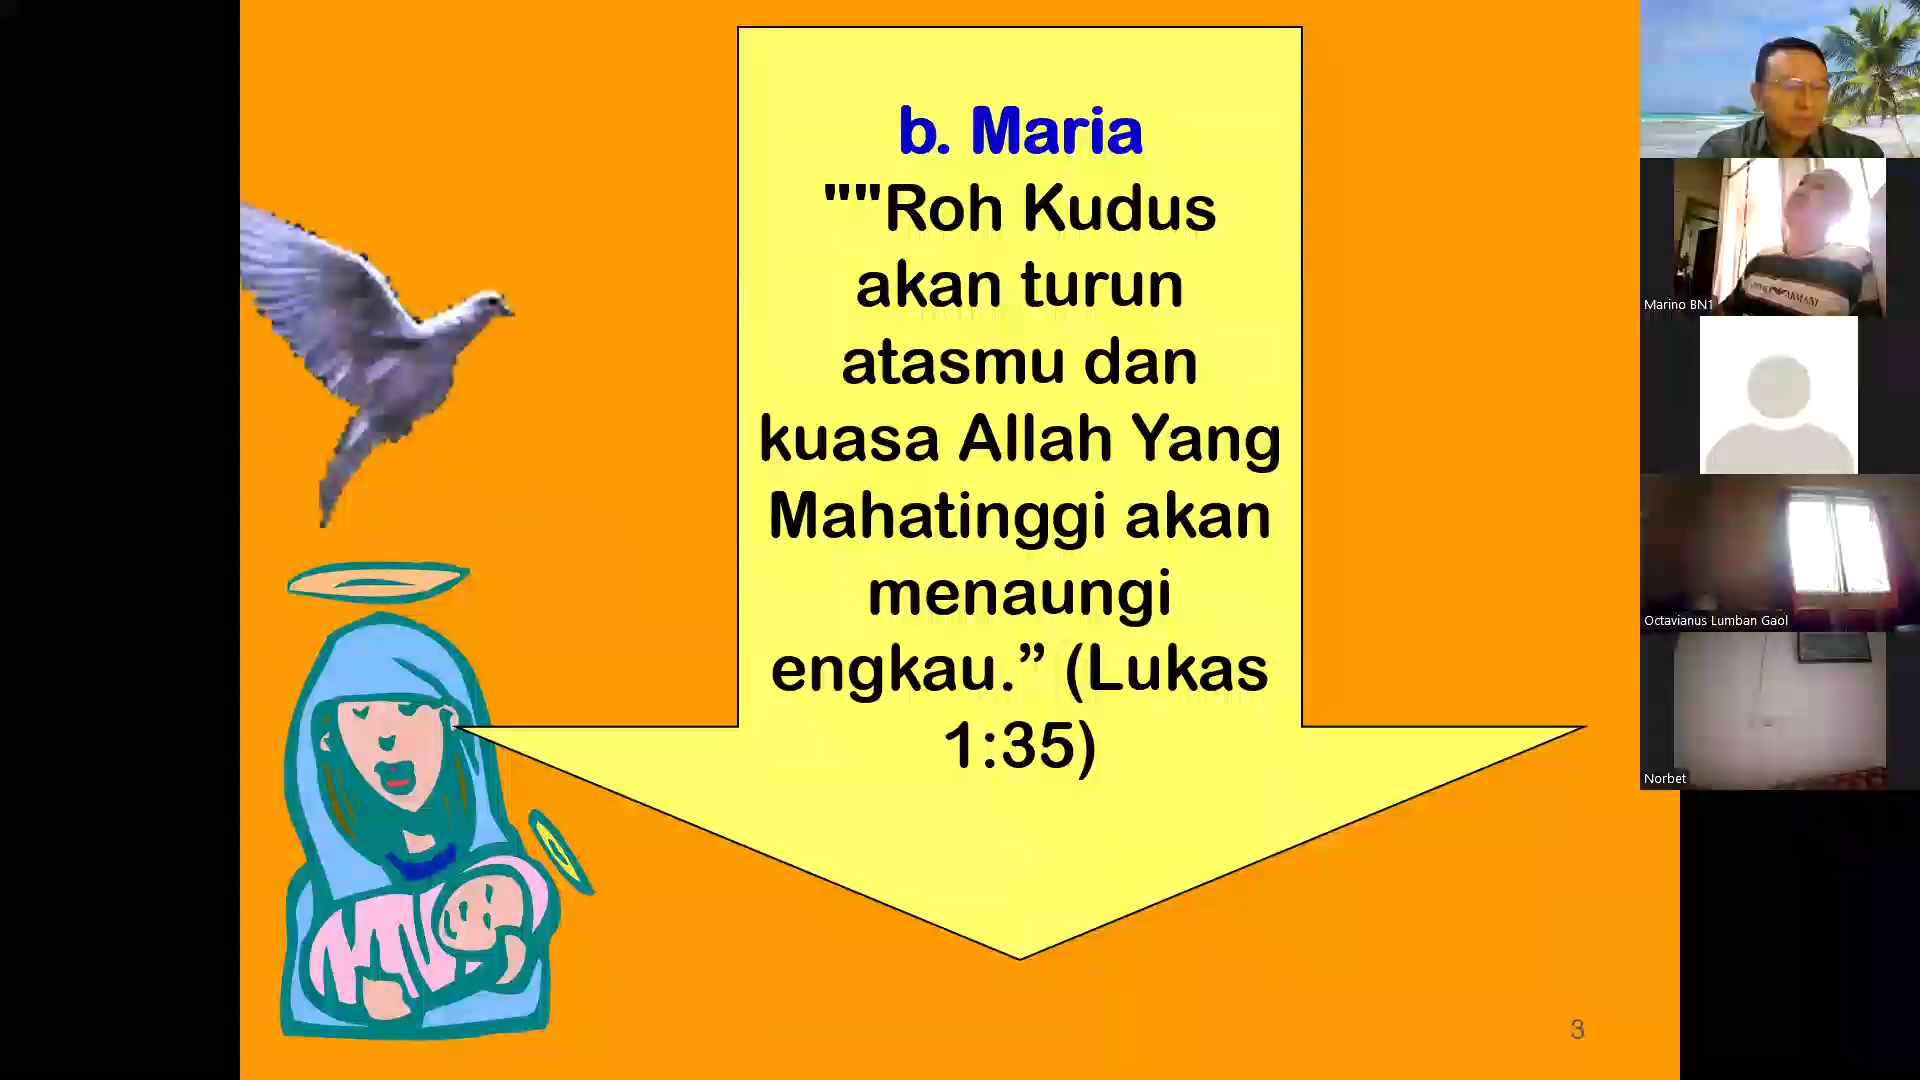 b. Maria
""Roh Kudus
akan turun
atasmu dan
kuasa Allah Yang
Mahatinggi akan
menaungi
engkau.” (Lukas
1:35)
3
Marino BN1
Octavianus Lumban Gaol
Norbet